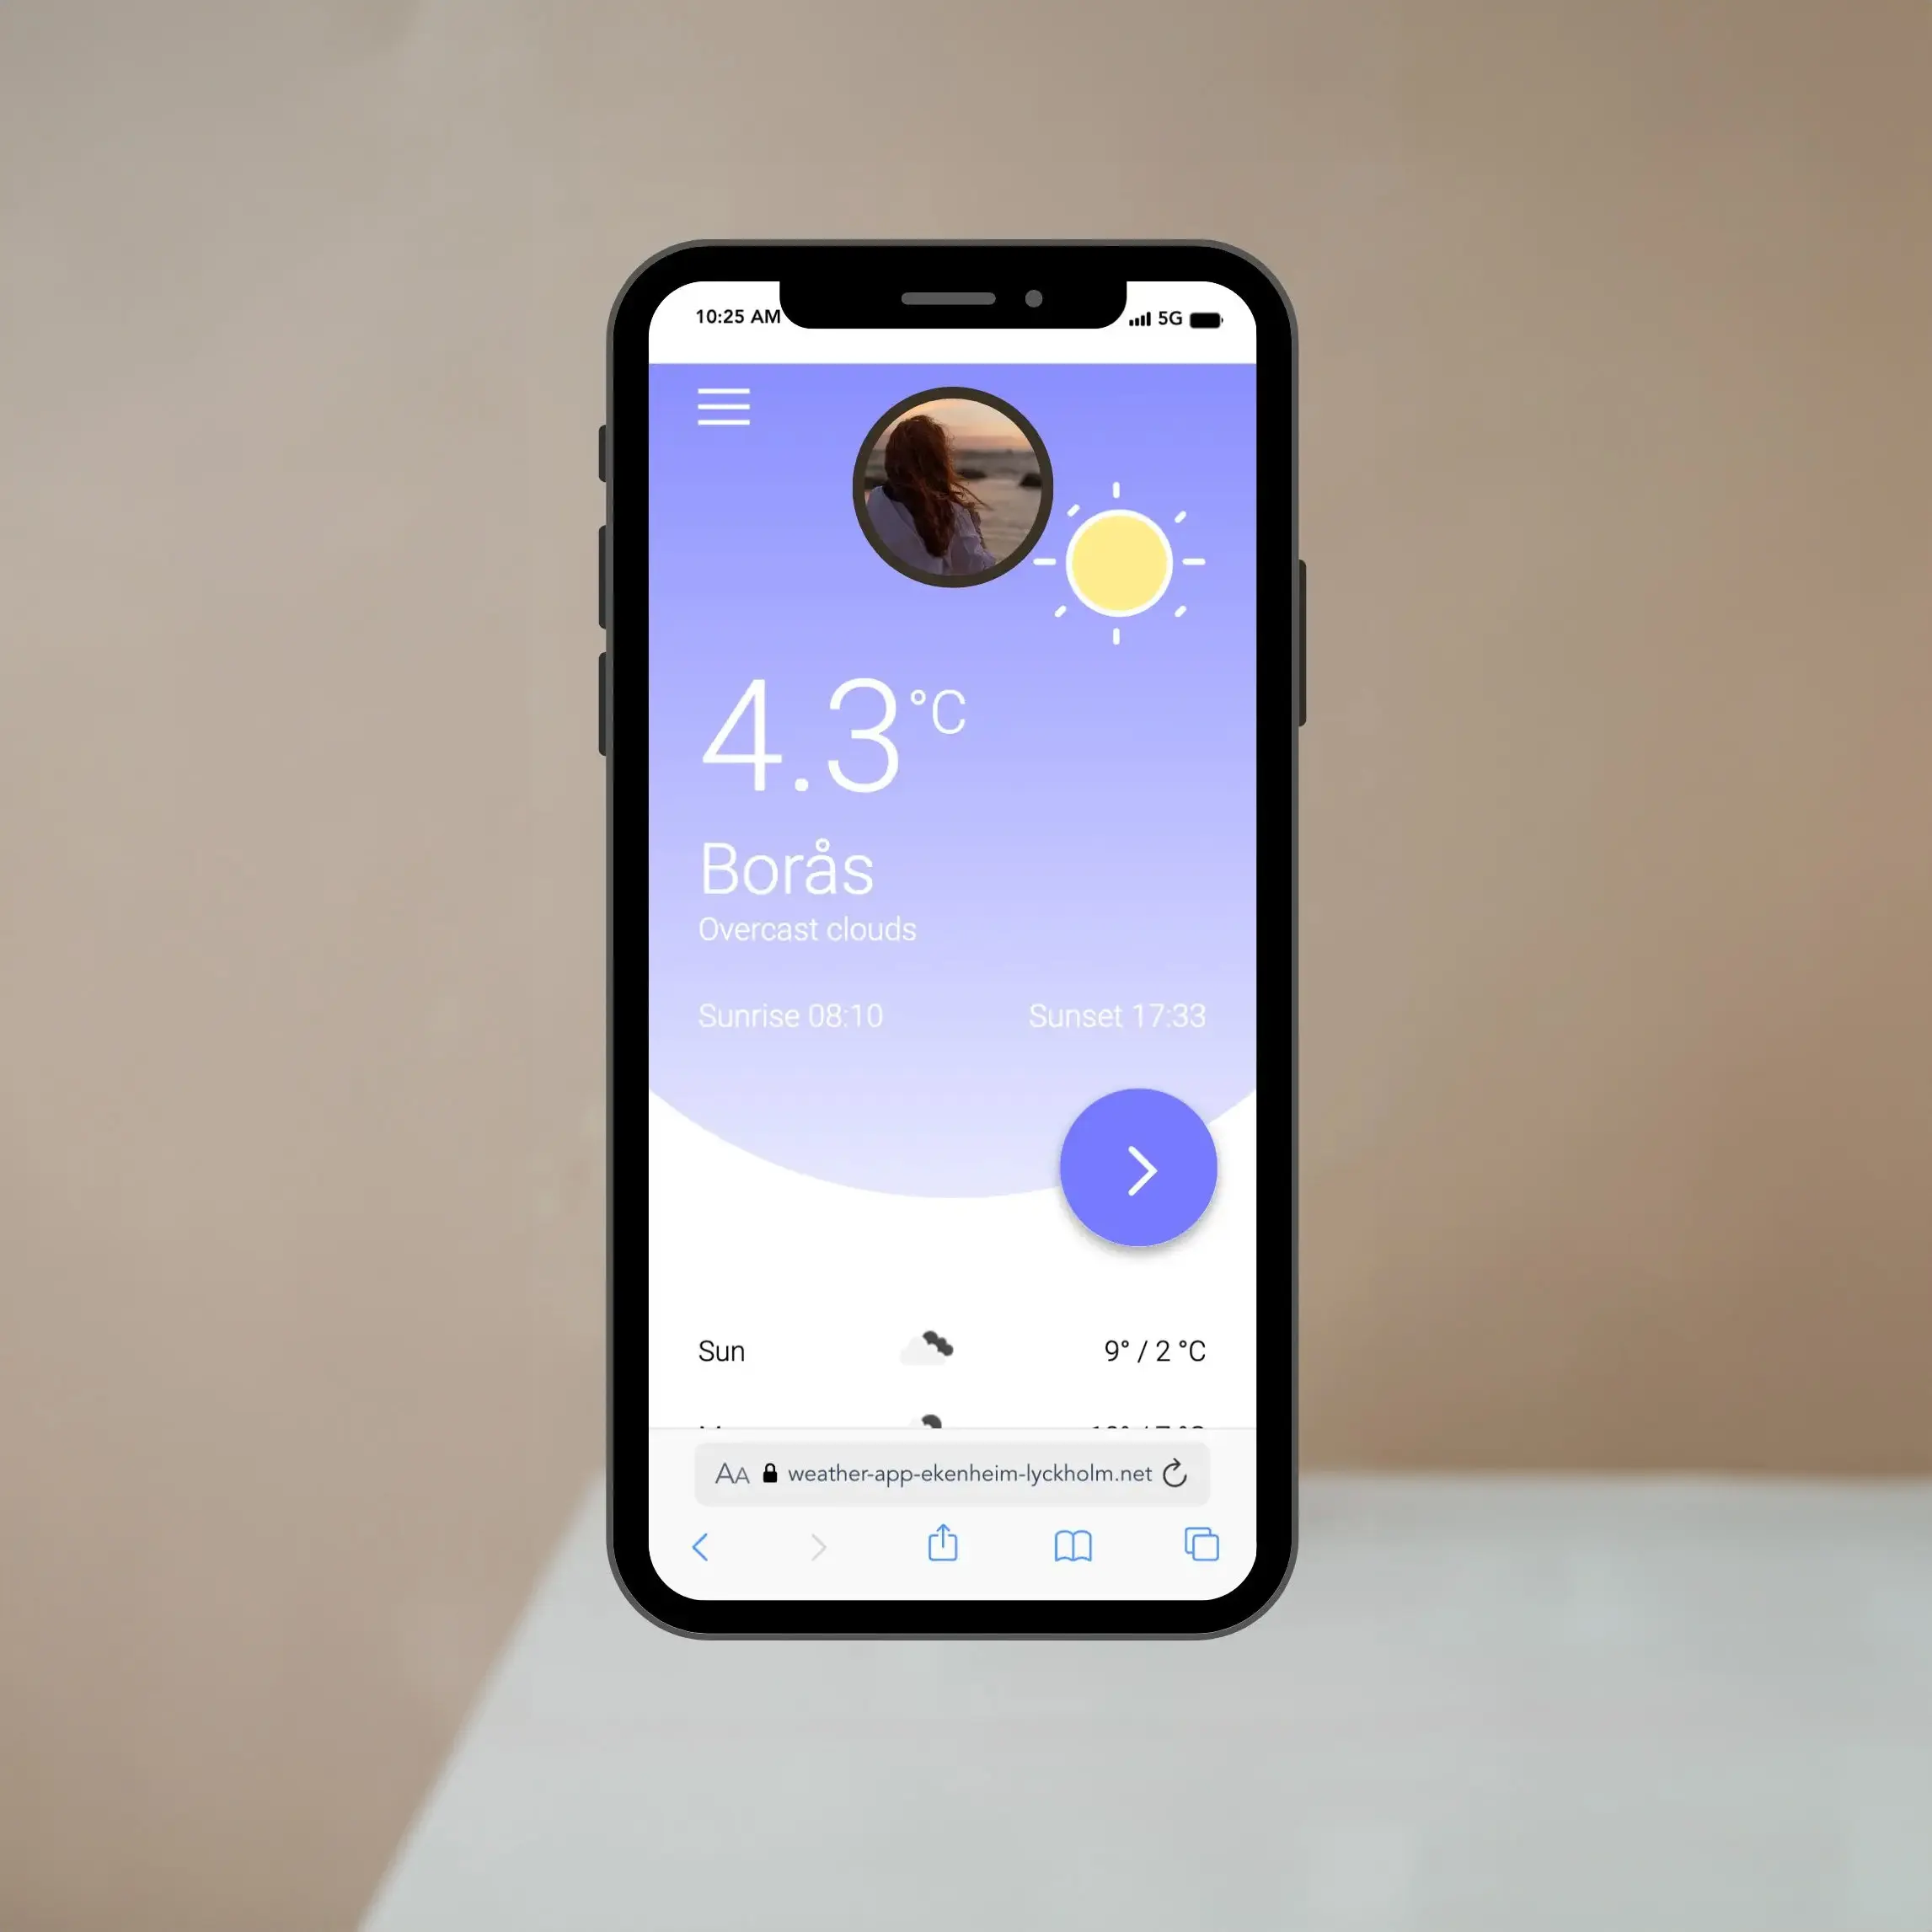 10:25 AM 5G
4.3°C
Borås
Overcast clouds
Sunrise 08:10 Sunset 17:33
Sun 9° / 2 °C
AA weather-app-ekenheim-lyckholm.net